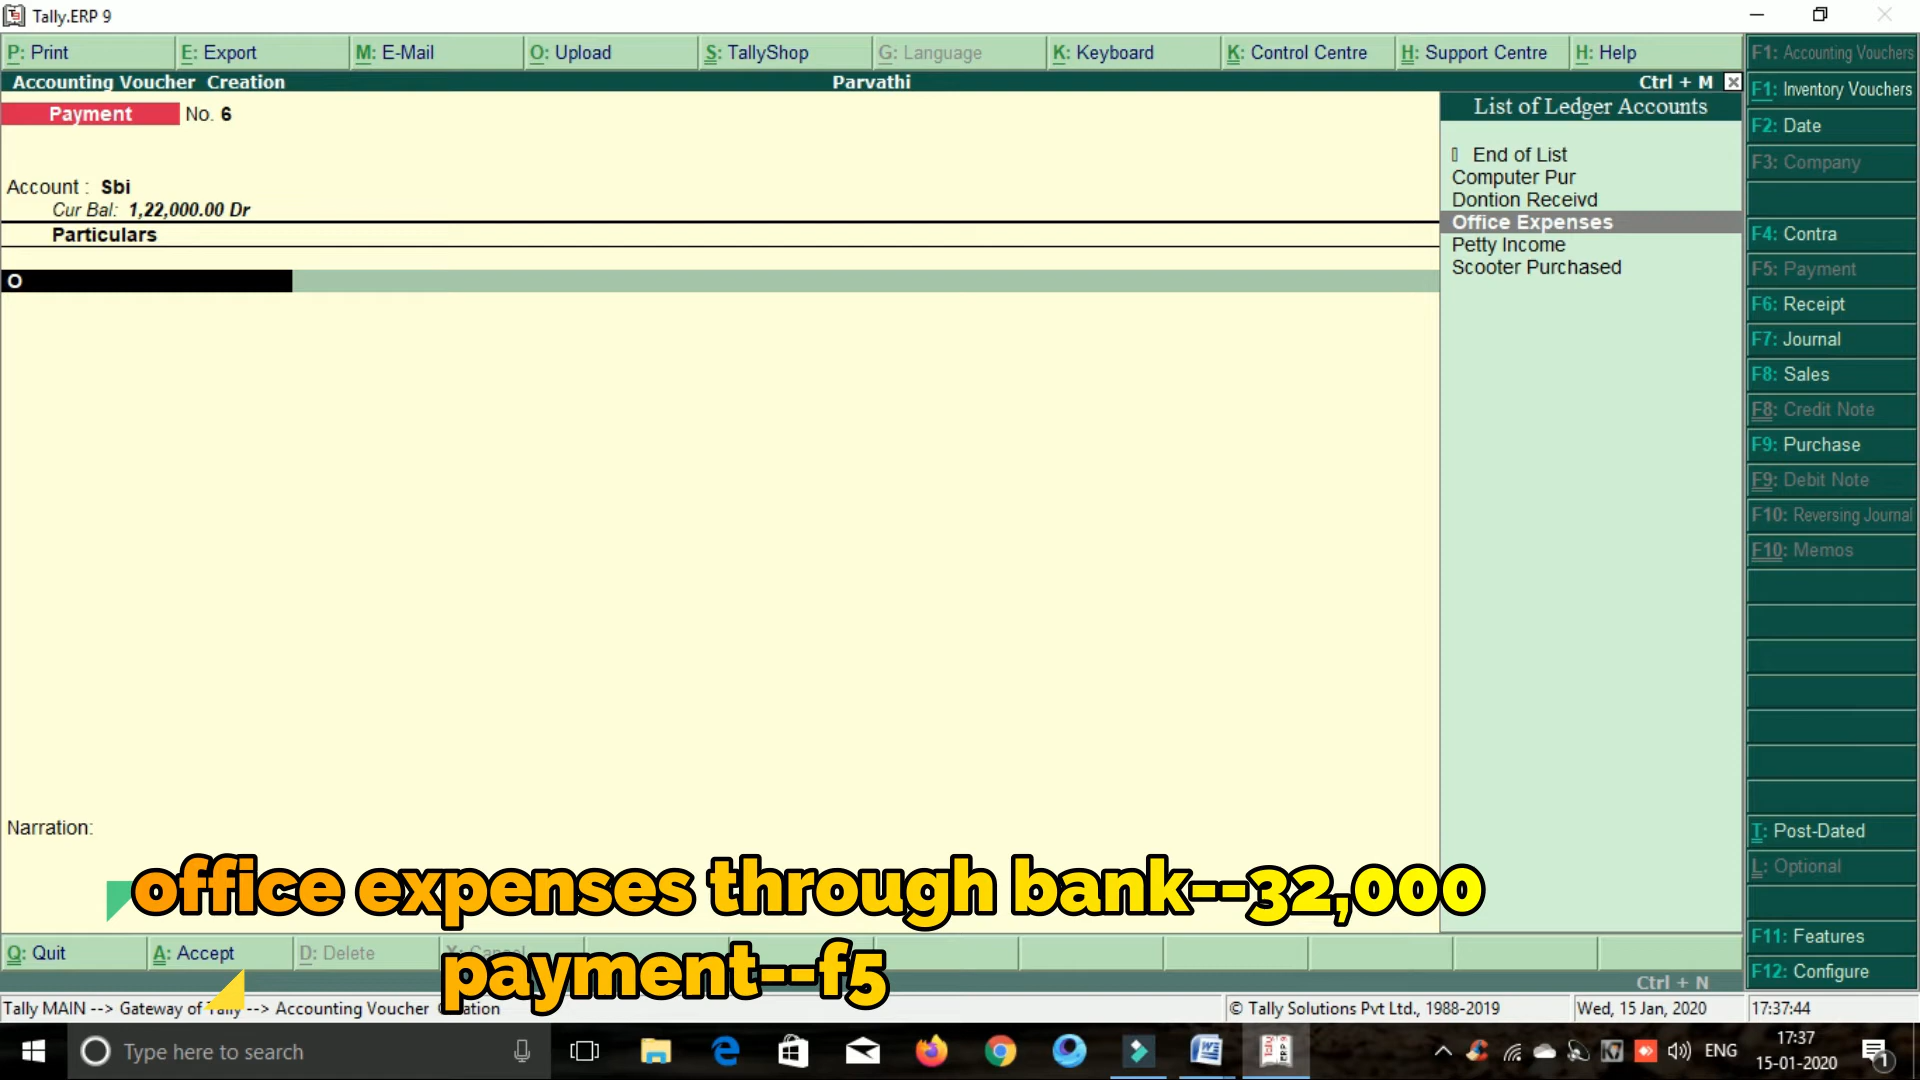 Tally.ERP 9
P: Print
E: Export
M: E-Mail
O: Upload
S: TallyShop
G: Language
K: Keyboard
K: Control Centre
H: Support Centre
H: Help
F1: Accounting Vouchers
Accounting Voucher Creation
Parvathi
Ctrl + M
F1: Inventory Vouchers
Payment
No. 6
List of Ledger Accounts
F2: Date
End of List
F3: Company
Computer Pur
Account : Sbi
Dontion Receivd
Cur Bal: 1,22,000.00 Dr
Office Expenses
Particulars
Petty Income
F4: Contra
Scooter Purchased
F5: Payment
O
F6: Receipt
F7: Journal
F8: Sales
F8: Credit Note
F9: Purchase
F9: Debit Note
F10: Reversing Journal
F10: Memos
Narration:
T: Post-Dated
L: Optional
office expenses through bank--32,000
payment--f5
F11: Features
Q: Quit
A: Accept
D: Delete
X: Cancel
F12: Configure
Ctrl + N
Tally MAIN --> Gateway of Tally --> Accounting Voucher Creation
© Tally Solutions Pvt Ltd., 1988-2019
Wed, 15 Jan, 2020
17:37:44
Type here to search
ENG
17:37
15-01-2020
1